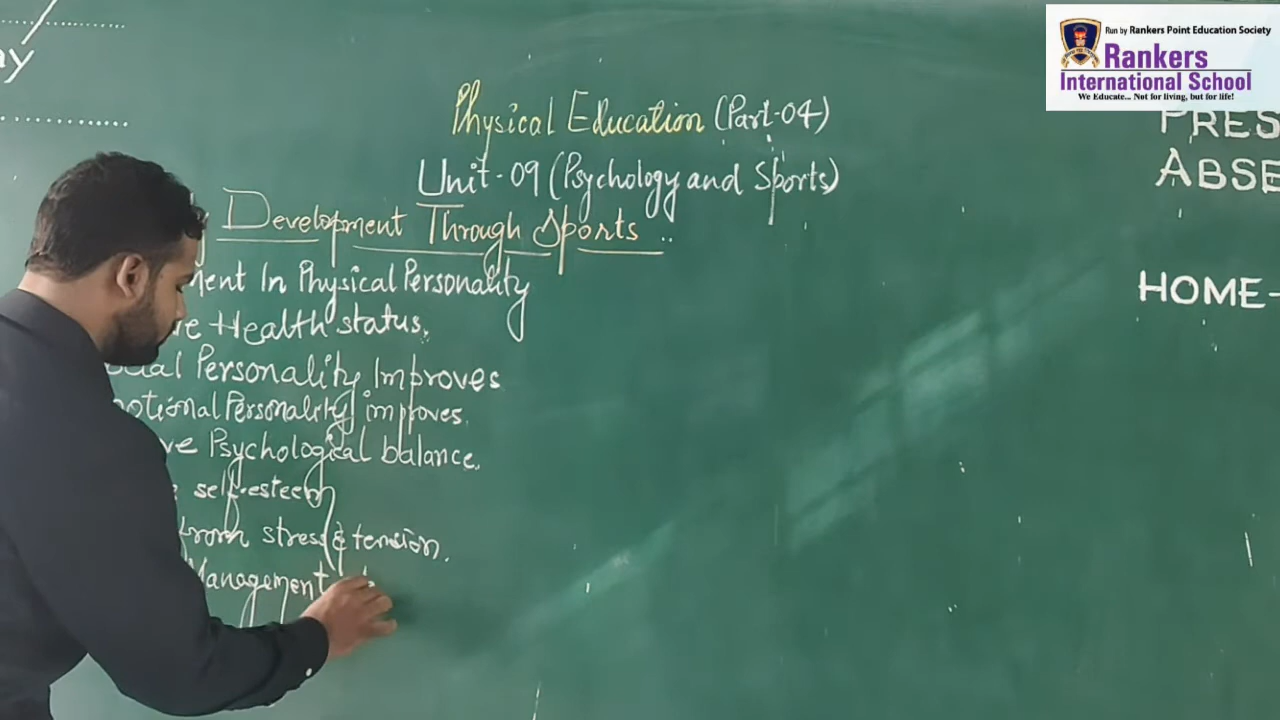 Run by Rankers Point Education Society
Rankers
International School
We Educate... Not for living, but for life!
ay
Physical Education (Part-04)
Unit-09 (Psychology and Sports)
Development Through Sports..
ment In Physical Personality
ve Health status.
cial Personality Improves
otional Personality improves.
ve Psychological balance.
self-esteem
from stress & tension.
Management
PRES
ABSE
HOME-